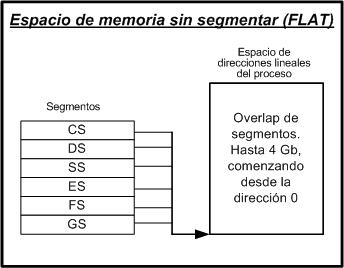 Espacio de memoria sin segmentar (FLAT)
Espacio de
direcciones lineales
del proceso
Segmentos
CS
DS
SS
ES
FS
GS
Overlap de
segmentos.
Hasta 4 Gb,
comenzando
desde la
dirección 0